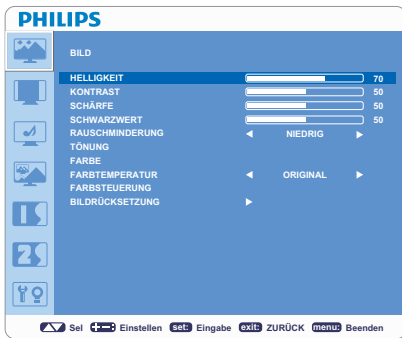 PHILIPS
BILD
HELLIGKEIT 70
KONTRAST 50
SCHÄRFE 50
SCHWARZWERT 50
RAUSCHMINDERUNG NIEDRIG
TÖNUNG
FARBE
FARBTEMPERATUR ORIGINAL
FARBSTEUERUNG
BILDRÜCKSETZUNG
Sel Einstellen set: Eingabe exit: ZURÜCK menu: Beenden